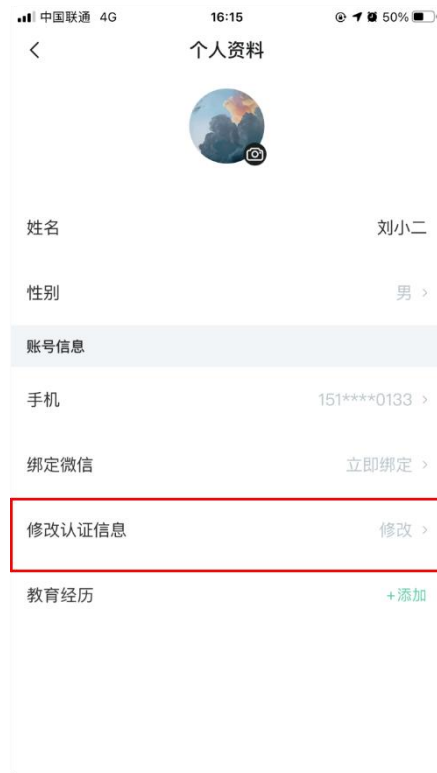 中国联通 4G 16:15 50%
个人资料
姓名 刘小二
性别 男
账号信息
手机 151****0133
绑定微信 立即绑定
修改认证信息 修改
教育经历 +添加